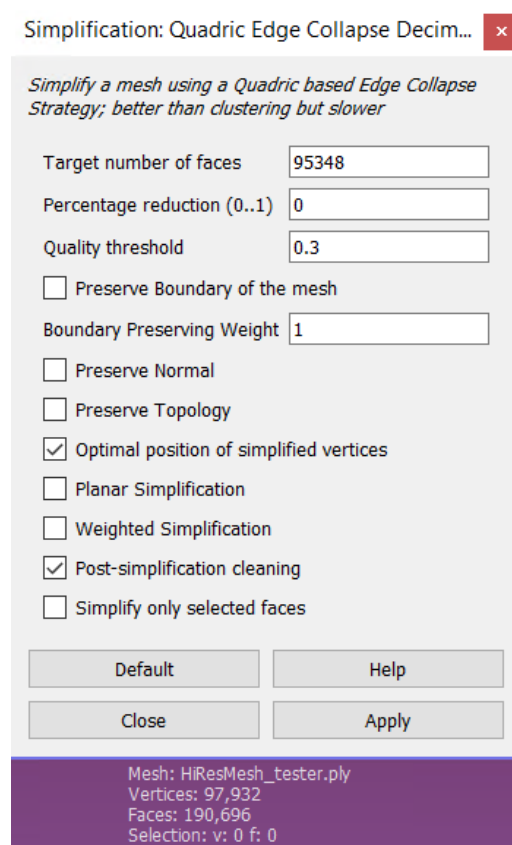 Simplification: Quadric Edge Collapse Decim...
Simplify a mesh using a Quadric based Edge Collapse
Strategy; better than clustering but slower
Target number of faces 95348
Percentage reduction (0..1) 0
Quality threshold 0.3
Preserve Boundary of the mesh
Boundary Preserving Weight 1
Preserve Normal
Preserve Topology
Optimal position of simplified vertices
Planar Simplification
Weighted Simplification
Post-simplification cleaning
Simplify only selected faces
Default Help
Close Apply
Mesh: HiResMesh_tester.ply
Vertices: 97,932
Faces: 190,696
Selection: v: 0 f: 0